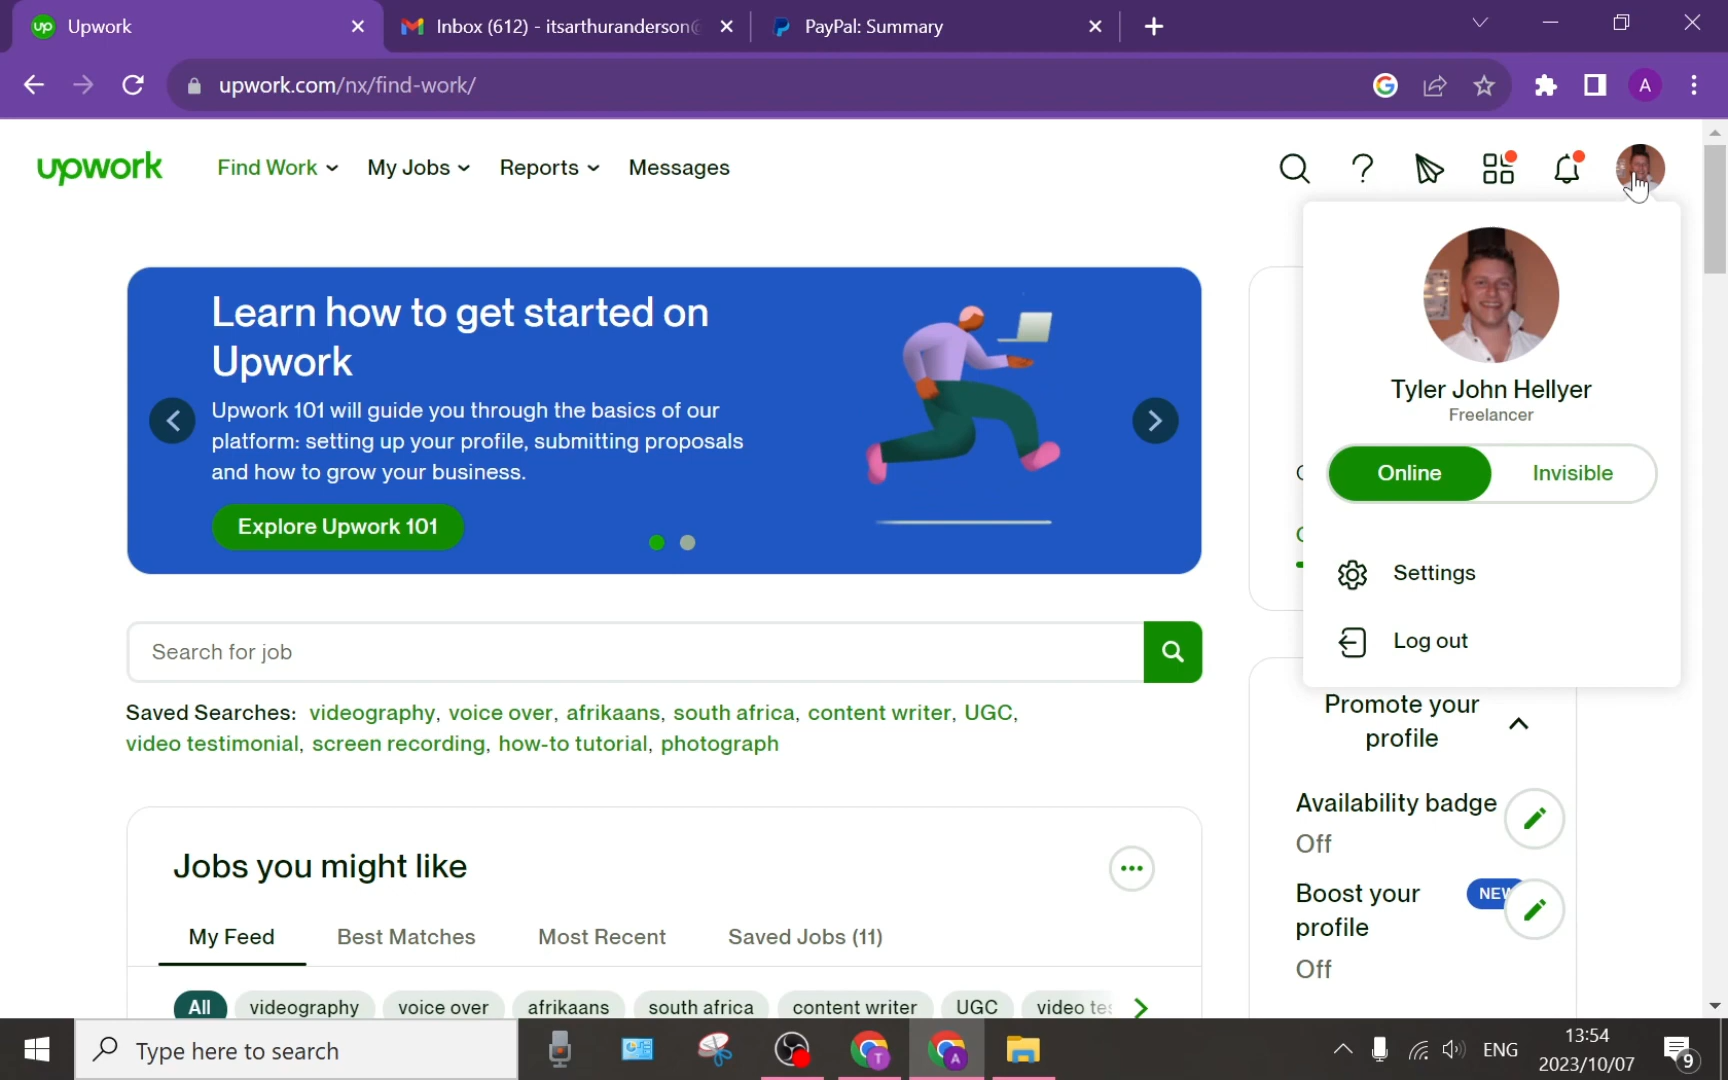 Upwork
Inbox (612) - itsarthuranderson@
PayPal: Summary
upwork.com/nx/find-work/
A
upwork
Find Work
My Jobs
Reports
Messages
Learn how to get started on
Upwork
Upwork 101 will guide you through the basics of our
platform: setting up your profile, submitting proposals
and how to grow your business.
Explore Upwork 101
Tyler John Hellyer
Freelancer
Online
Invisible
Settings
Log out
Search for job
Saved Searches: videography, voice over, afrikaans, south africa, content writer, UGC,
video testimonial, screen recording, how-to tutorial, photograph
Promote your
profile
Availability badge
Off
Boost your
profile
NEW
Off
Jobs you might like
My Feed
Best Matches
Most Recent
Saved Jobs (11)
All
videography
voice over
afrikaans
south africa
content writer
UGC
video tes
Type here to search
T
A
ENG
13:54
2023/10/07
9